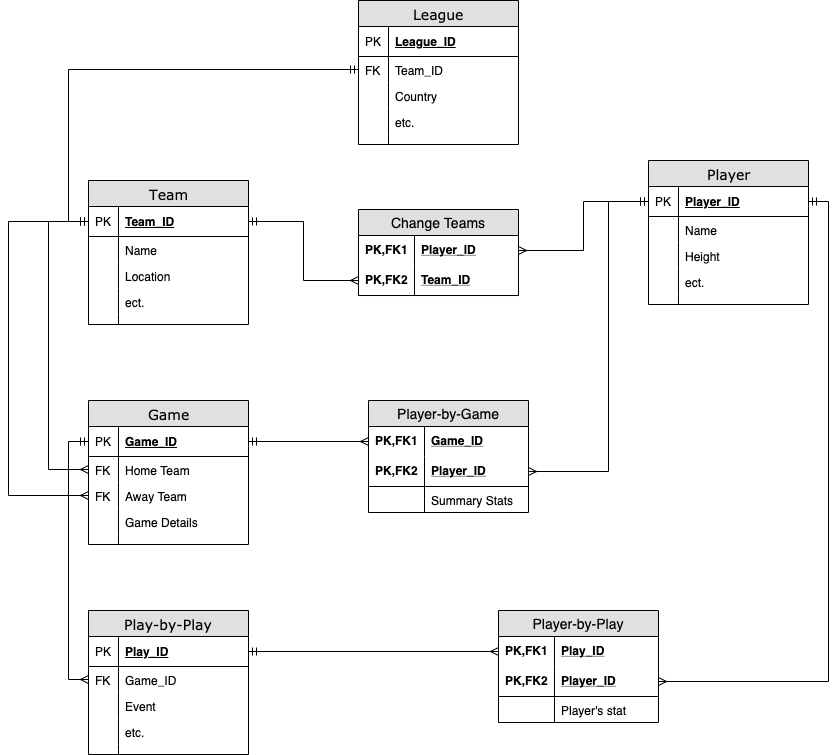 League
PK League_ID
FK Team_ID
Country
etc.
Team
PK Team_ID
Name
Location
ect.
Change Teams
PK,FK1 Player_ID
PK,FK2 Team_ID
Player
PK Player_ID
Name
Height
ect.
Game
PK Game_ID
FK Home Team
FK Away Team
Game Details
Player-by-Game
PK,FK1 Game_ID
PK,FK2 Player_ID
Summary Stats
Play-by-Play
PK Play_ID
FK Game_ID
Event
etc.
Player-by-Play
PK,FK1 Play_ID
PK,FK2 Player_ID
Player's stat